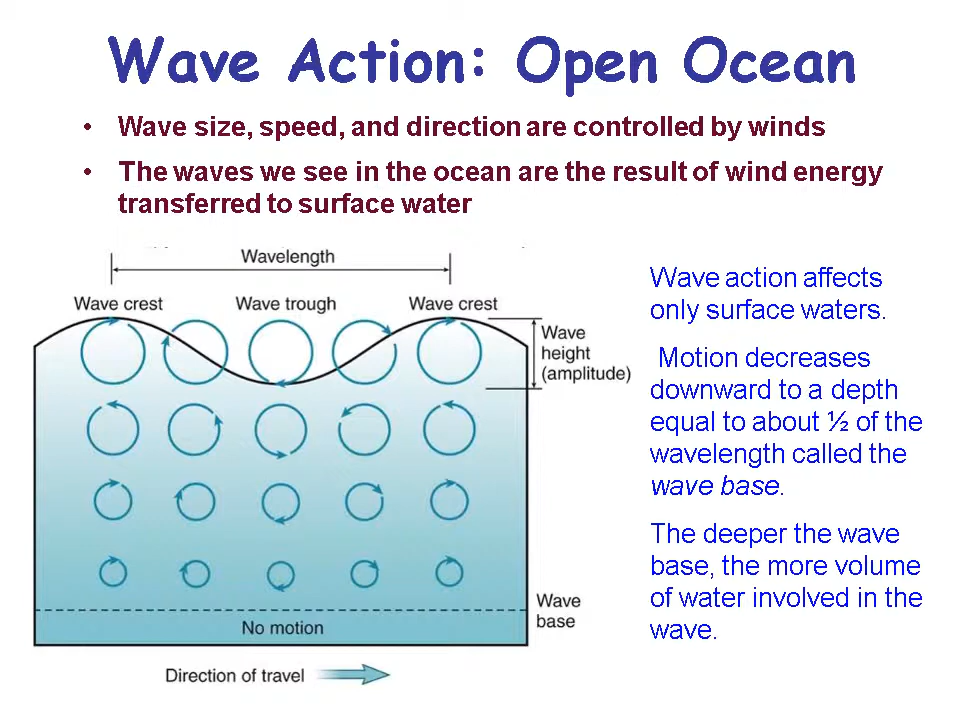 Wave Action: Open Ocean
• Wave size, speed, and direction are controlled by winds
• The waves we see in the ocean are the result of wind energy
transferred to surface water
Wavelength
Wave crest
Wave trough
Wave crest
Wave
height
(amplitude)
Wave
base
No motion
Direction of travel
Wave action affects
only surface waters.
Motion decreases
downward to a depth
equal to about ½ of the
wavelength called the
wave base.
The deeper the wave
base, the more volume
of water involved in the
wave.